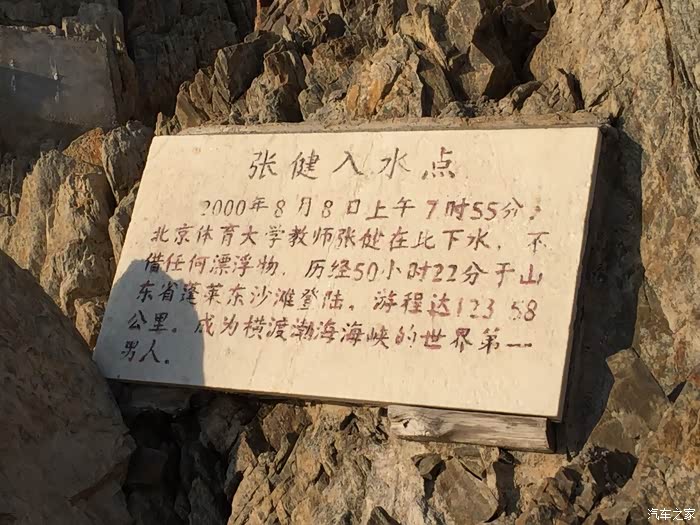 张健入水点
2000年8月8日上午7时55分,
北京体育大学教师张健在此下水, 不
借任何漂浮物, 历经50小时22分于山
东省蓬莱东沙滩登陆。游程达123 58
公里。成为横渡渤海海峡的世界第一
男人。
汽车之家